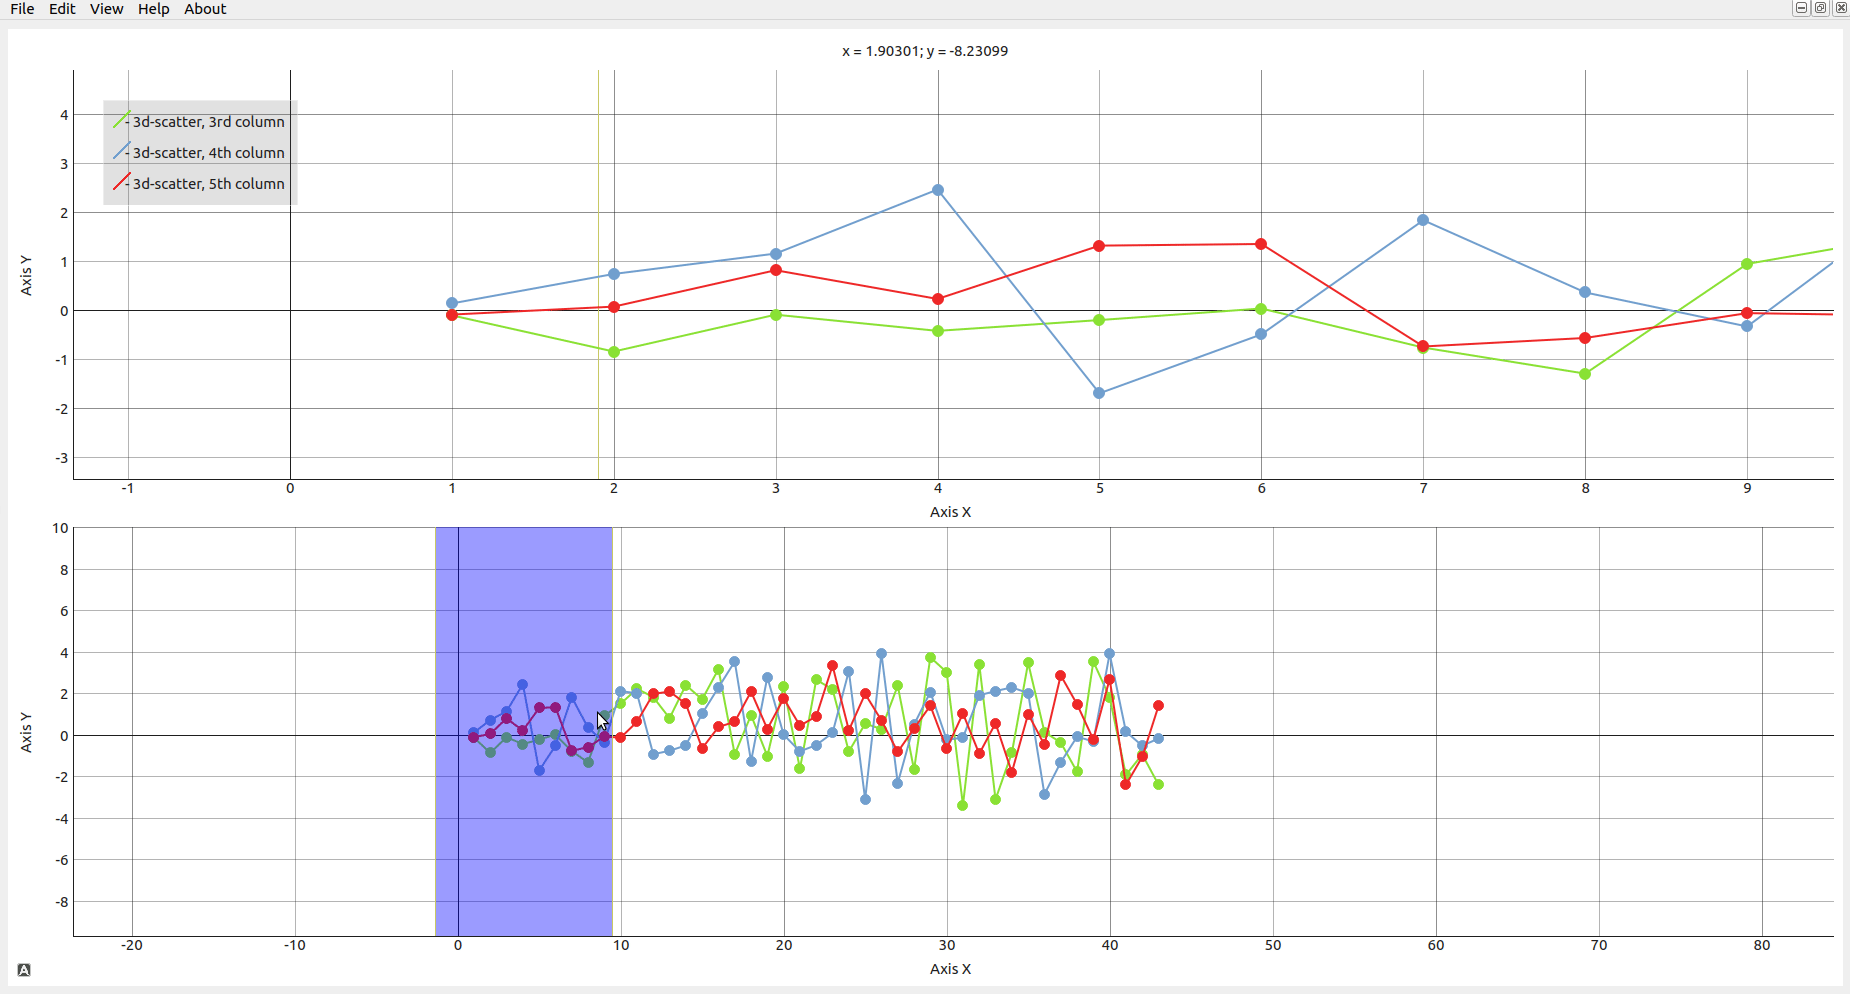 File Edit View Help About
x = 1.90301; y = -8.23099
- 3d-scatter, 3rd column
- 3d-scatter, 4th column
- 3d-scatter, 5th column
Axis Y
4
3
2
1
0
-1
-2
-3
-1 0 1 2 3 4 5 6 7 8 9
Axis X
Axis Y
10
8
6
4
2
0
-2
-4
-6
-8
-20 -10 0 10 20 30 40 50 60 70 80
Axis X
A